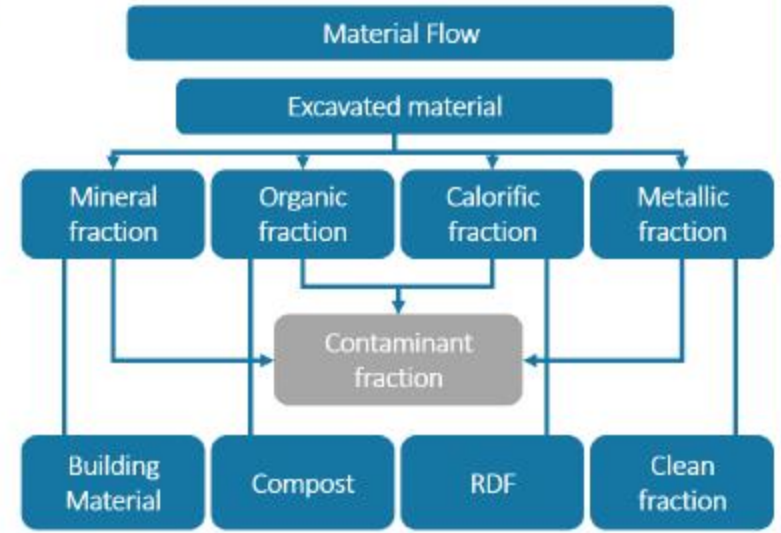 Material Flow
Excavated material
Mineral
fraction
Organic
fraction
Calorific
fraction
Metallic
fraction
Contaminant
fraction
Building
Material
Compost
RDF
Clean
fraction